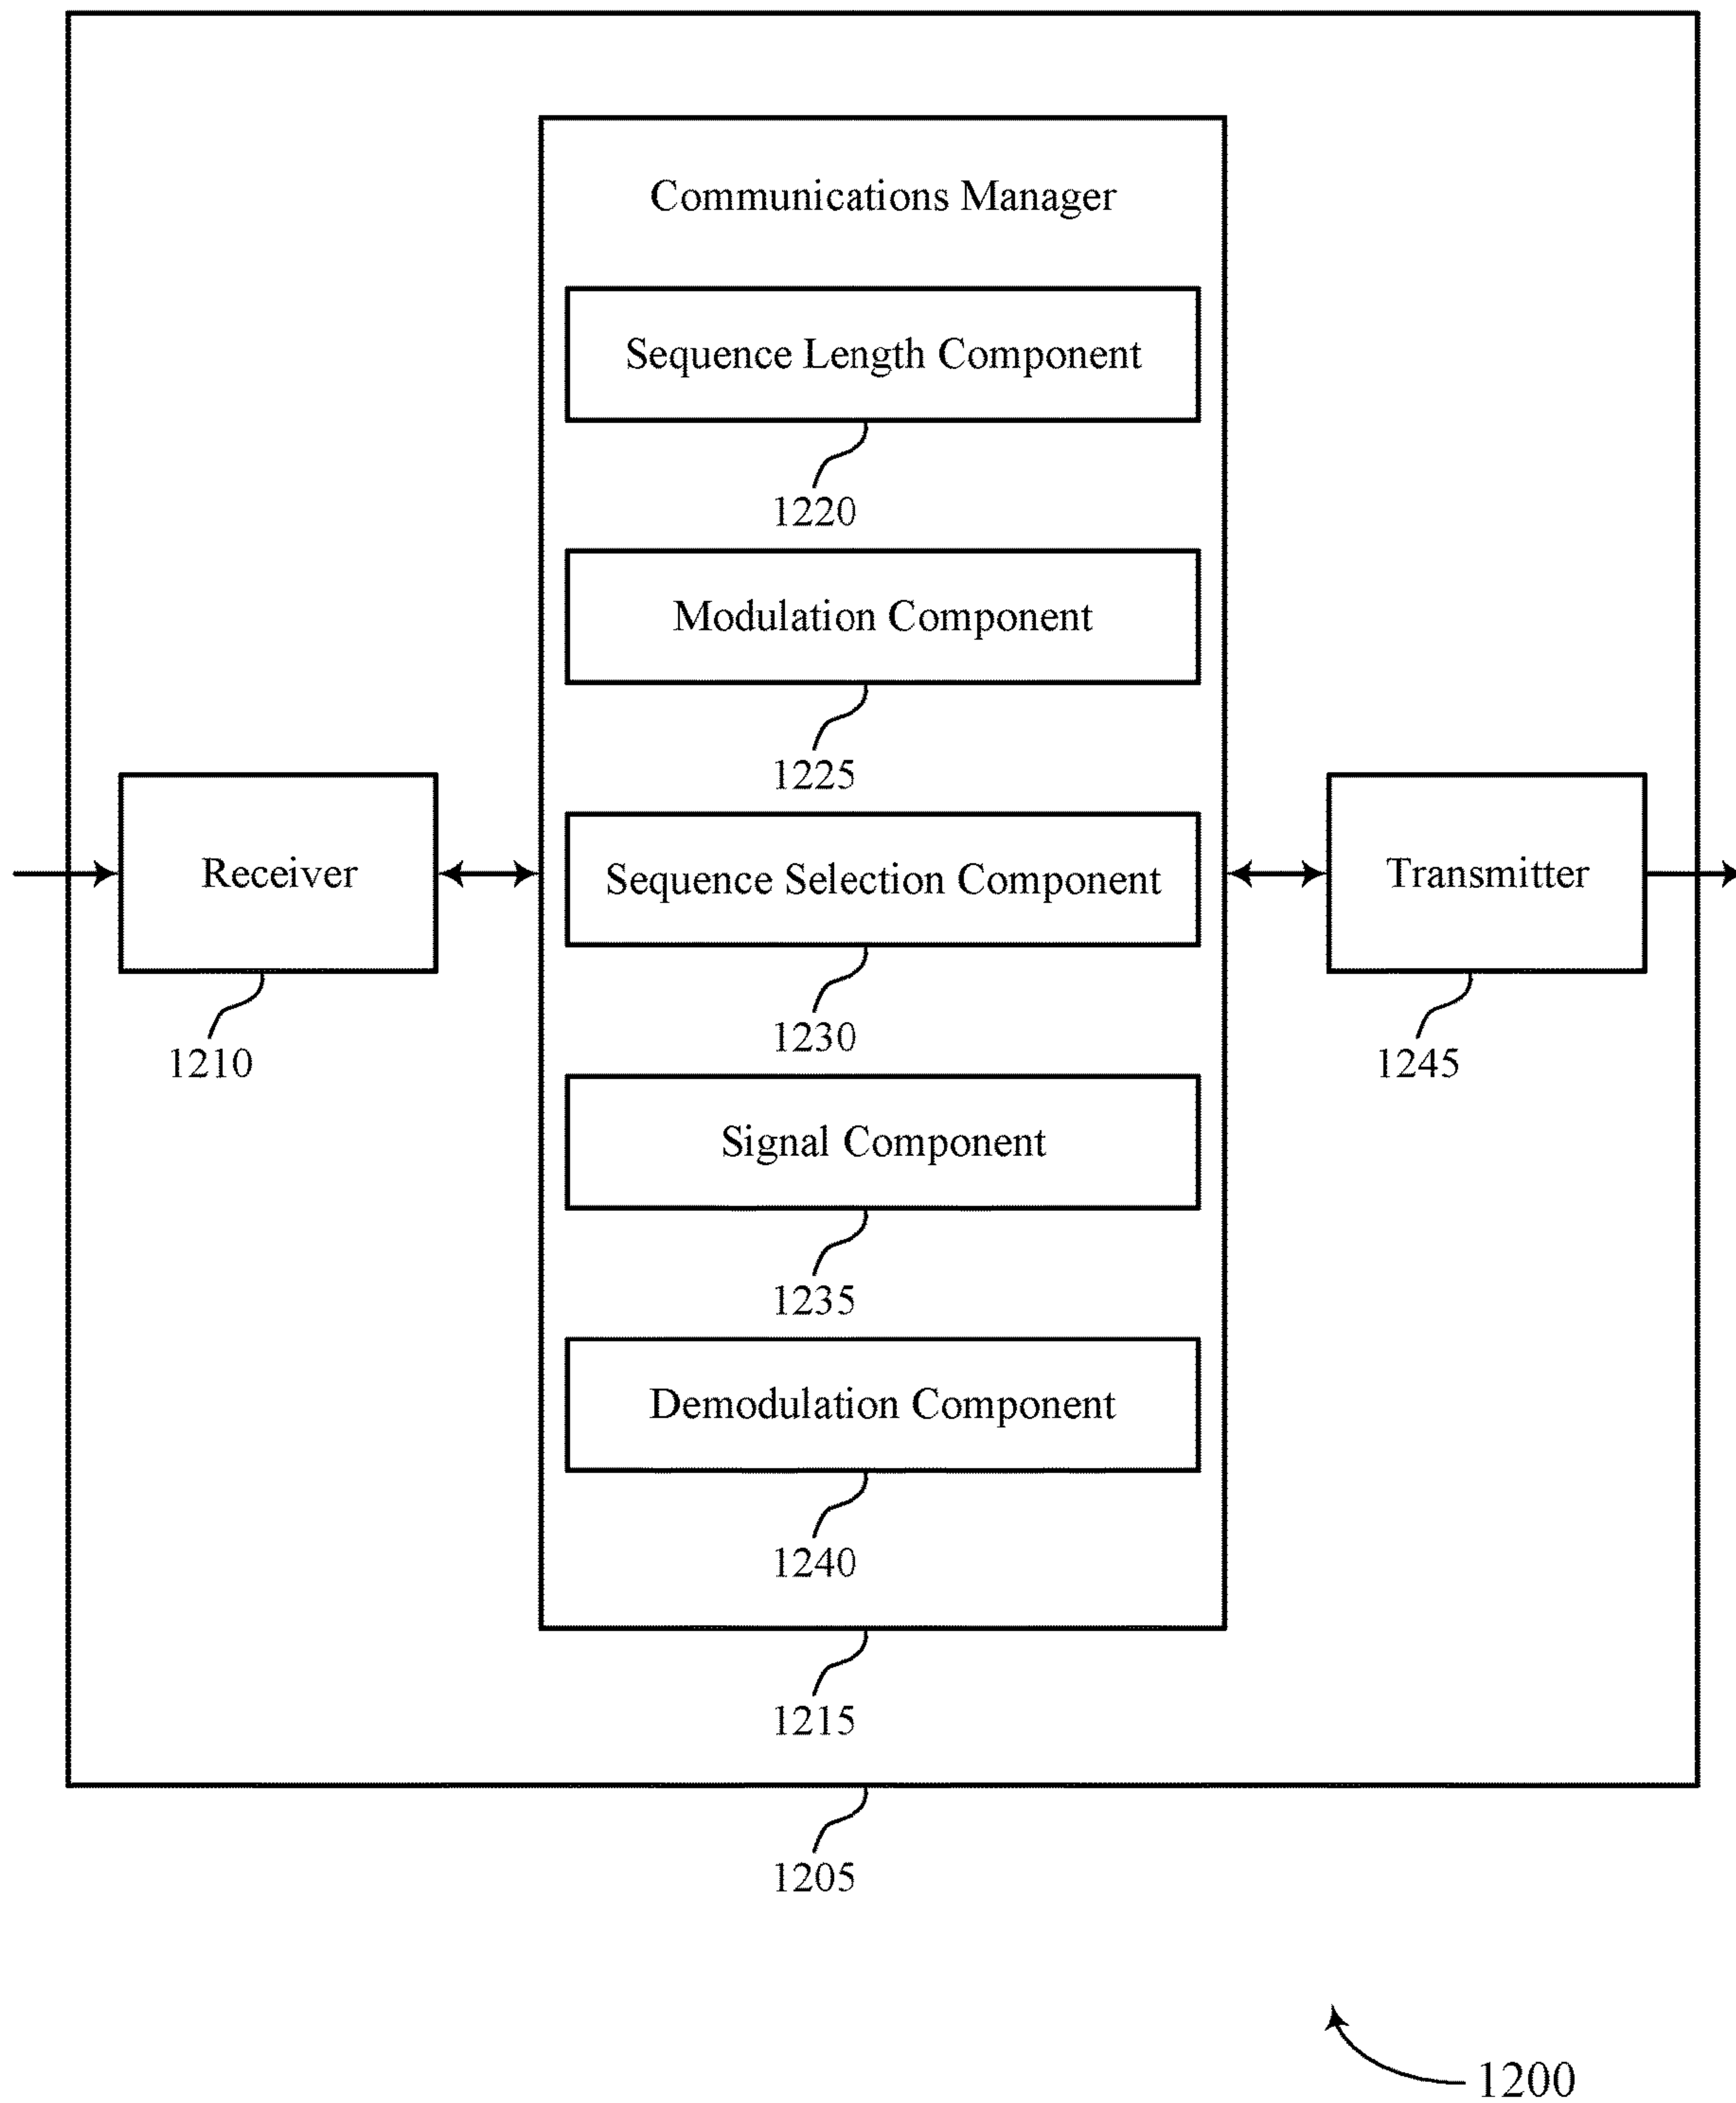 Communications Manager
Sequence Length Component
1220
Modulation Component
1225
Receiver
1210
Sequence Selection Component
1230
Transmitter
1245
Signal Component
1235
Demodulation Component
1240
1215
1205
1200